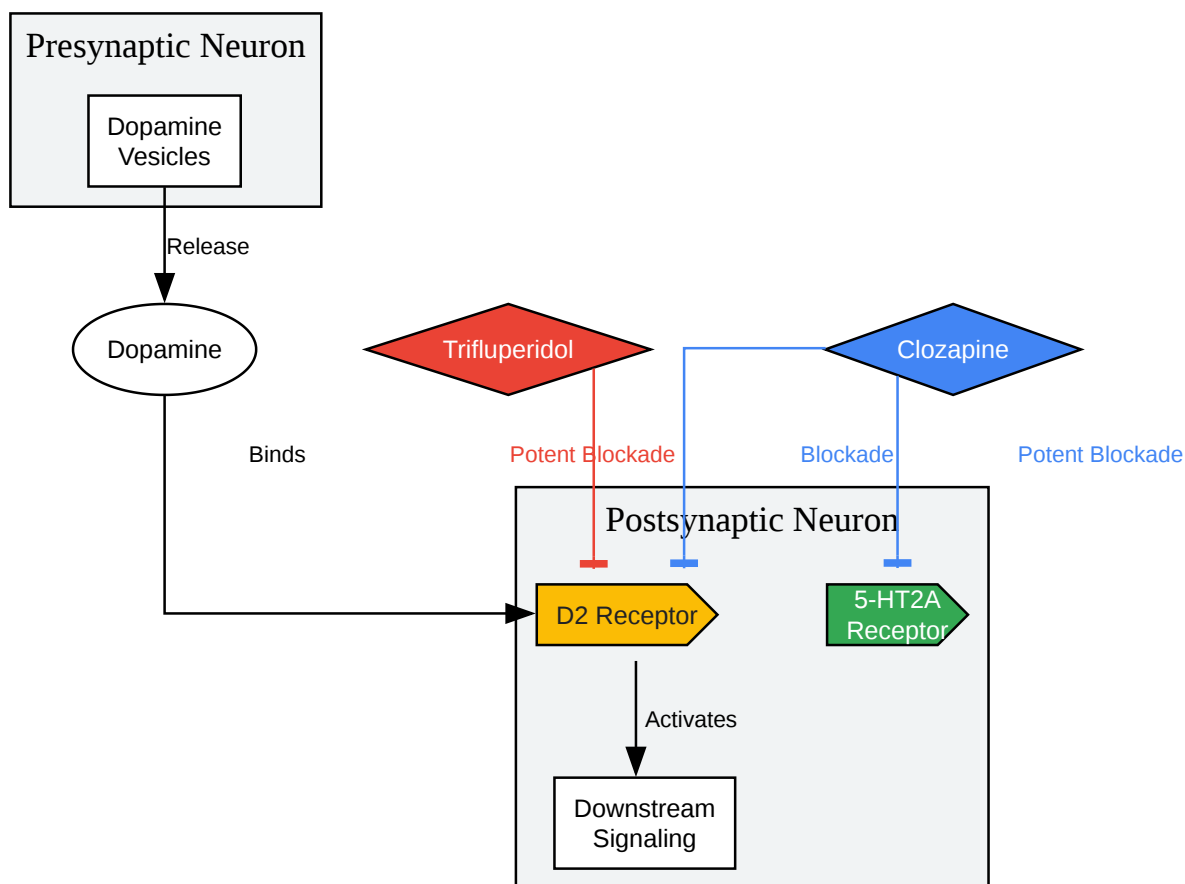 Presynaptic Neuron
Dopamine
Vesicles
Release
Dopamine
Trifluperidol
Clozapine
Binds
Potent Blockade
Blockade
Potent Blockade
Postsynaptic Neuron
D2 Receptor
5-HT2A
Receptor
Activates
Downstream
Signaling